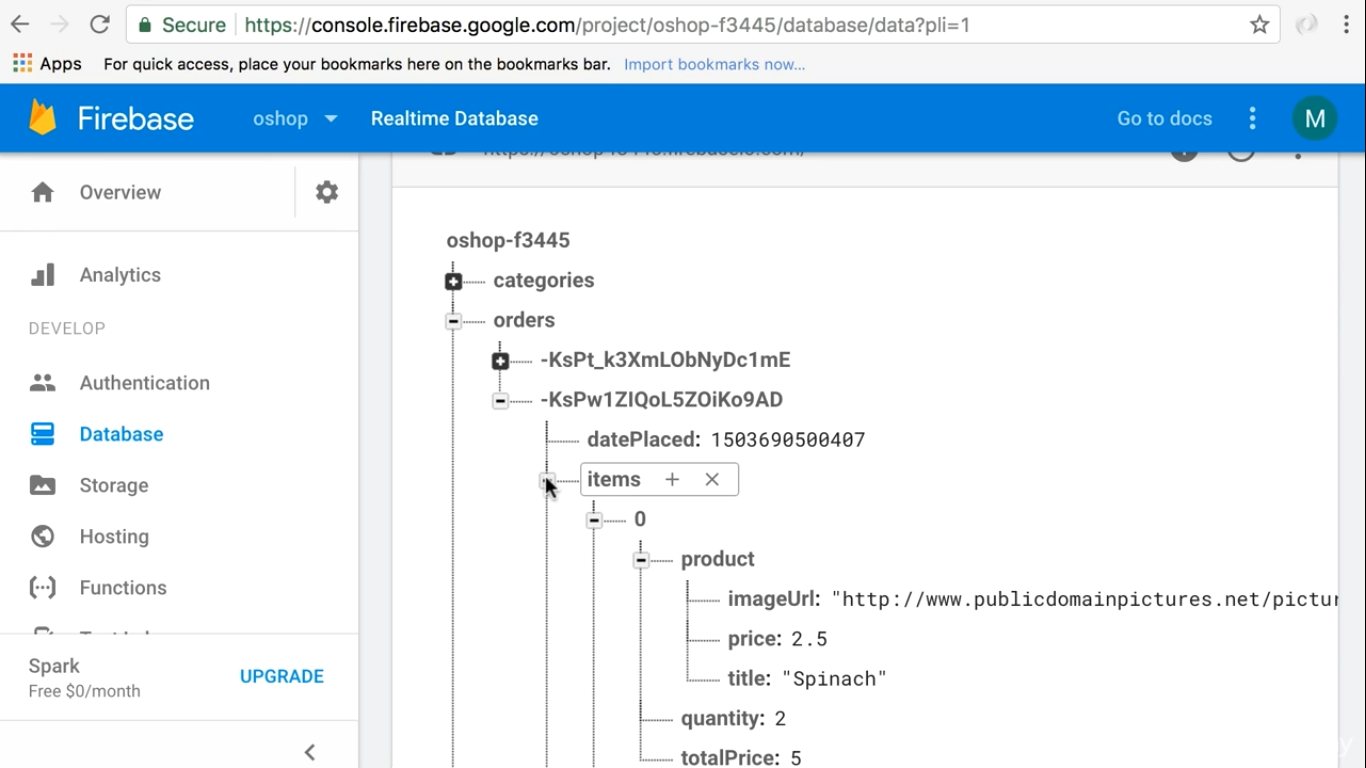 Secure https://console.firebase.google.com/project/oshop-f3445/database/data?pli=1
Apps For quick access, place your bookmarks here on the bookmarks bar. Import bookmarks now...
Firebase oshop Realtime Database Go to docs M
Overview
Analytics
DEVELOP
Authentication
Database
Storage
Hosting
Functions
Spark
Free $0/month
UPGRADE
oshop-f3445
categories
orders
-KsPt_k3XmLObNyDc1mE
-KsPw1ZlQoL5ZOiKo9AD
datePlaced: 1503690500407
items + ×
0
product
imageUrl: "http://www.publicdomainpictures.net/pictur
price: 2.5
title: "Spinach"
quantity: 2
totalPrice: 5